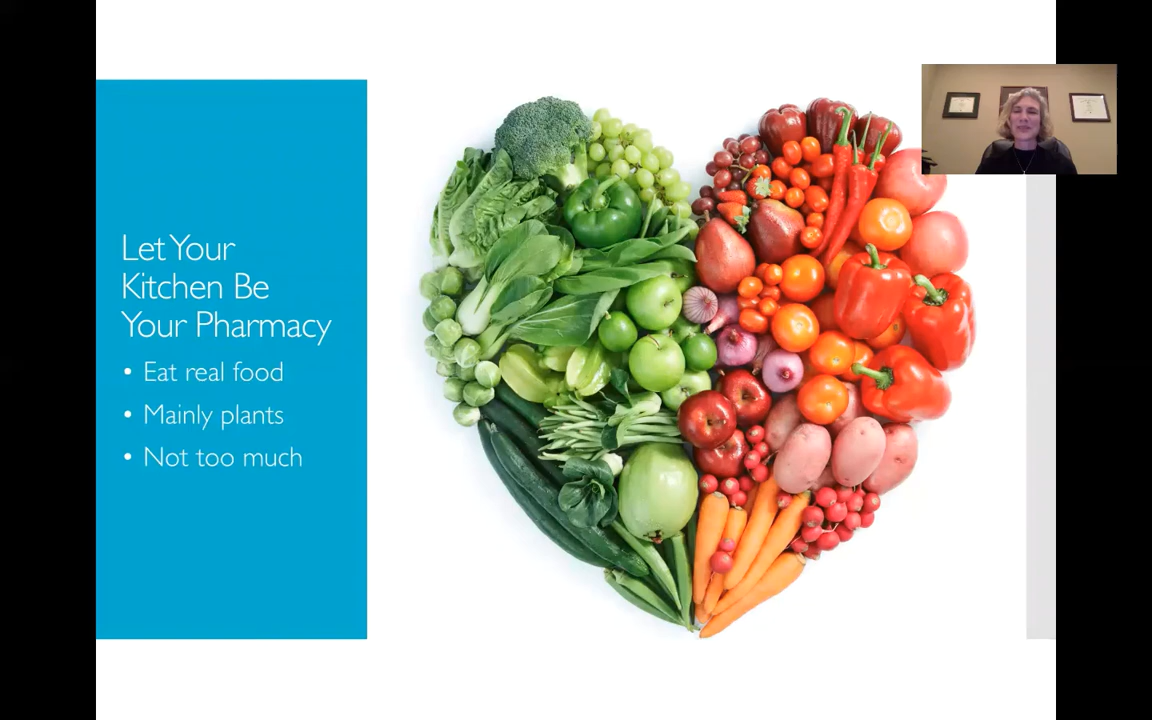 Let Your
Kitchen Be
Your Pharmacy
• Eat real food
• Mainly plants
• Not too much